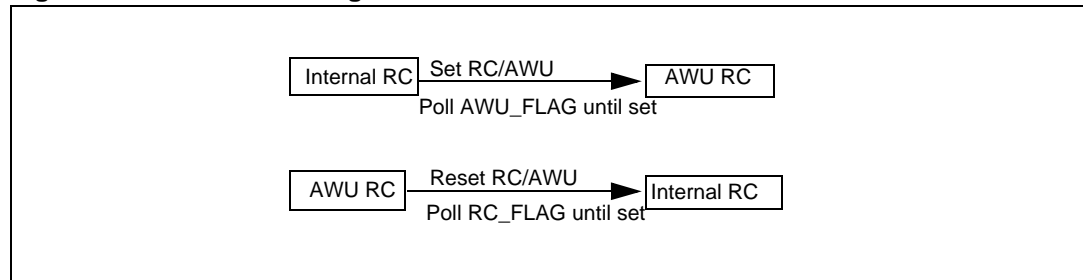 Internal RC Set RC/AWU AWU RC
Poll AWU_FLAG until set
AWU RC Reset RC/AWU Internal RC
Poll RC_FLAG until set